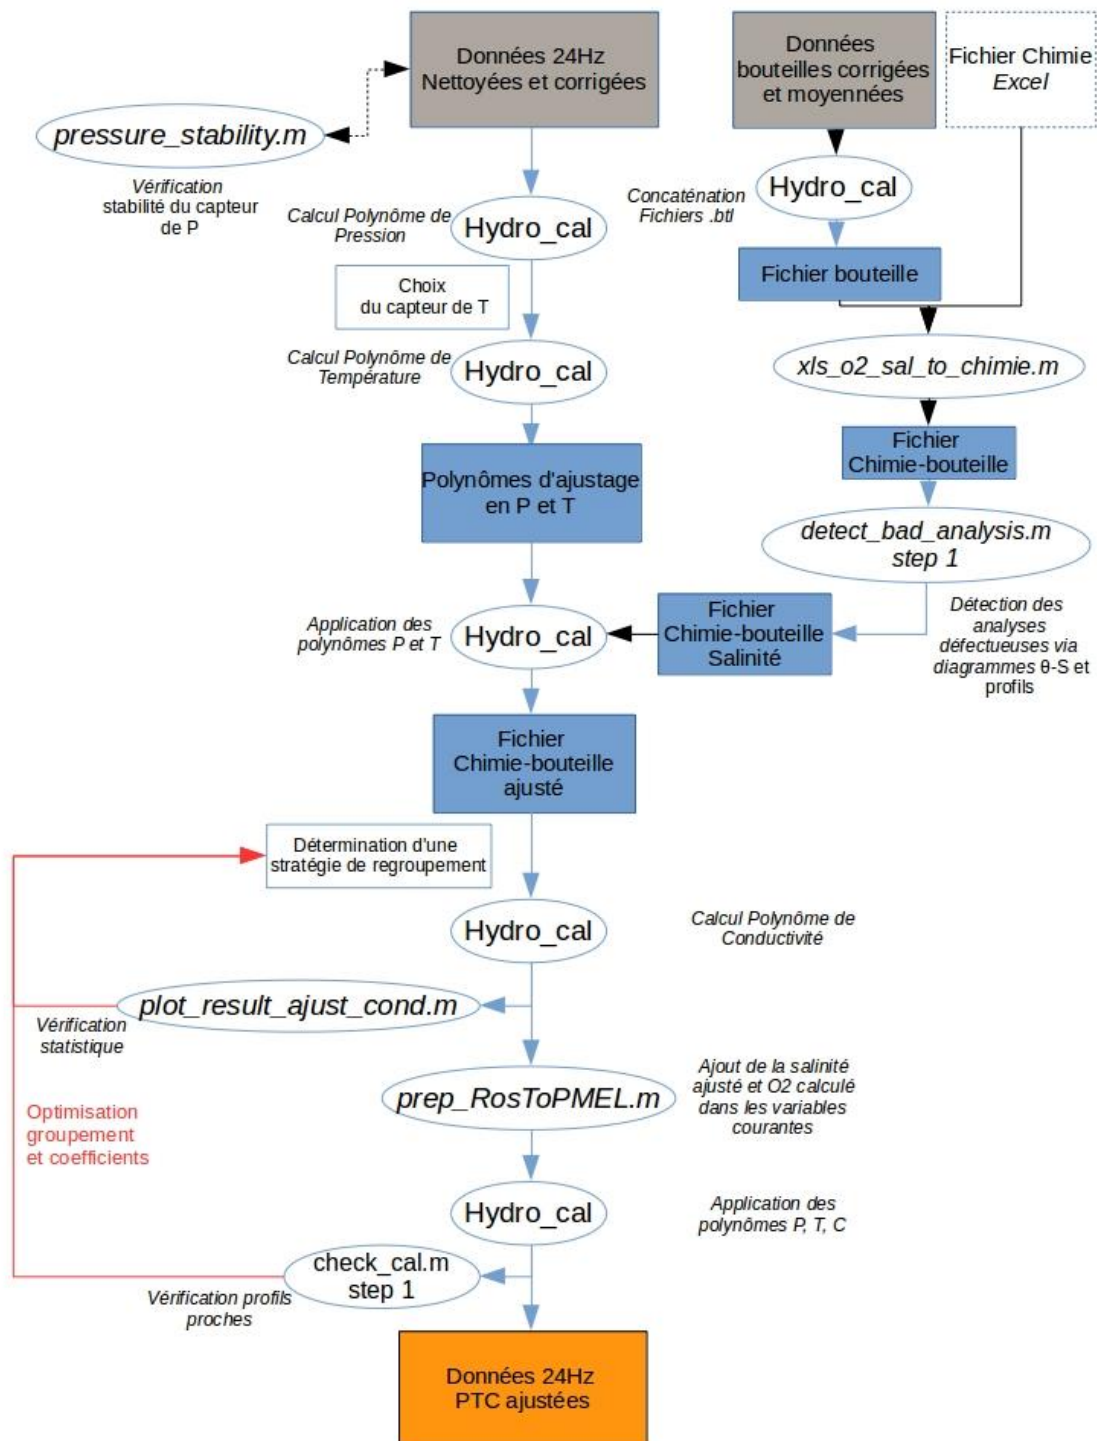 Données 24Hz
Nettoyées et corrigées
Données
bouteilles corrigées
et moyennées
Fichier Chimie
Excel
pressure_stability.m
Vérification
stabilité du capteur
de P
Calcul Polynôme de
Pression
Hydro_cal
Concaténation
Fichiers .btl
Hydro_cal
Choix
du capteur de T
Fichier bouteille
Calcul Polynôme de
Température
Hydro_cal
xls_o2_sal_to_chimie.m
Fichier
Chimie-bouteille
Polynômes d'ajustage
en P et T
detect_bad_analysis.m
step 1
Application des
polynômes P et T
Hydro_cal
Fichier
Chimie-bouteille
Salinité
Détection des
analyses
défectueuses via
diagrammes θ-S et
profils
Fichier
Chimie-bouteille
ajusté
Détermination d'une
stratégie de regroupement
Hydro_cal
Calcul Polynôme de
Conductivité
plot_result_ajust_cond.m
Vérification
statistique
prep_RosToPMEL.m
Ajout de la salinité
ajusté et O2 calculé
dans les variables
courantes
Optimisation
groupement
et coefficients
Hydro_cal
Application des
polynômes P, T, C
check_cal.m
step 1
Vérification profils
proches
Données 24Hz
PTC ajustées